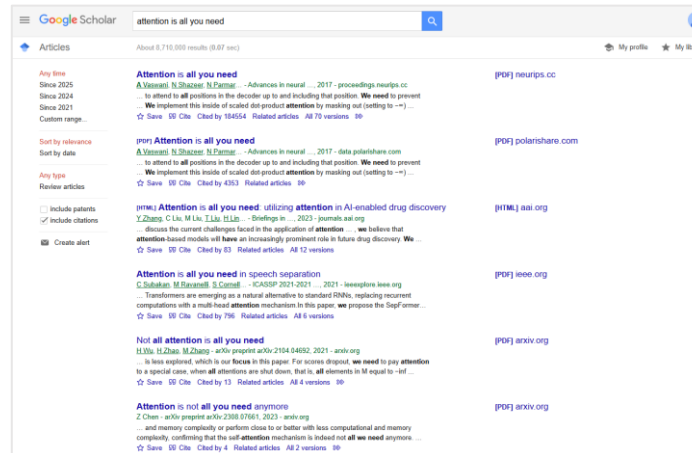 Google Scholar
attention is all you need
Articles
About 8,710,000 results (0.07 sec)
My profile
My lib
Any time
Since 2025
Since 2024
Since 2021
Custom range...
Sort by relevance
Sort by date
Any type
Review articles
include patents
include citations
Create alert
Attention is all you need
A Vaswani, N Shazeer, N Parmar... - Advances in neural ..., 2017 - proceedings.neurips.cc
... to attend to all positions in the decoder up to and including that position. We need to prevent
... We implement this inside of scaled dot-product attention by masking out (setting to −∞) ...
Save Cite Cited by 184554 Related articles All 70 versions
[PDF] neurips.cc
[PDF] Attention is all you need
A Vaswani, N Shazeer, N Parmar... - Advances in neural ..., 2017 - data.polarishare.com
... to attend to all positions in the decoder up to and including that position. We need to prevent
... We implement this inside of scaled dot-product attention by masking out (setting to −∞) ...
Save Cite Cited by 4353 Related articles
[PDF] polarishare.com
[HTML] Attention is all you need: utilizing attention in AI-enabled drug discovery
Y Zhang, C Liu, M Liu, T Liu, H Lin... - Briefings in ..., 2023 - journals.aai.org
... discuss the current challenges faced in the application of attention ... , we believe that
attention-based models will have an increasingly prominent role in future drug discovery. We ...
Save Cite Cited by 83 Related articles All 12 versions
[HTML] aai.org
Attention is all you need in speech separation
C Subakan, M Ravanelli, S Cornell... - ICASSP 2021-2021 ..., 2021 - ieeexplore.ieee.org
... Transformers are emerging as a natural alternative to standard RNNs, replacing recurrent
computations with a multi-head attention mechanism.In this paper, we propose the SepFormer...
Save Cite Cited by 796 Related articles All 6 versions
[PDF] ieee.org
Not all attention is all you need
H Wu, H Zhao, M Zhang - arXiv preprint arXiv:2104.04692, 2021 - arxiv.org
... is less explored, which is our focus in this paper. For scores dropout, we need to pay attention
to a special case, when all attentions are shut down, that is, all elements in M equal to −inf ...
Save Cite Cited by 13 Related articles All 4 versions
[PDF] arxiv.org
Attention is not all you need anymore
Z Chen - arXiv preprint arXiv:2308.07661, 2023 - arxiv.org
... and memory complexity or perform close to or better with less computational and memory
complexity, confirming that the self-attention mechanism is indeed not all we need anymore. ...
Save Cite Cited by 4 Related articles All 2 versions
[PDF] arxiv.org